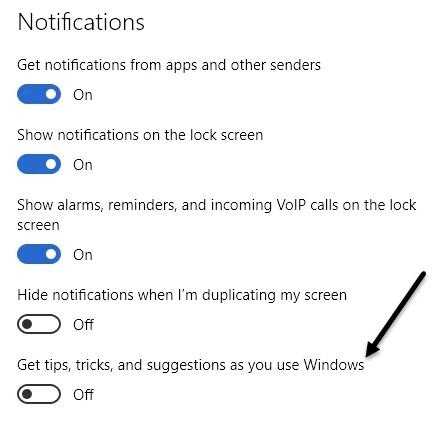 Notifications
Get notifications from apps and other senders
On
Show notifications on the lock screen
On
Show alarms, reminders, and incoming VoIP calls on the lock
screen
On
Hide notifications when I'm duplicating my screen
Off
Get tips, tricks, and suggestions as you use Windows
Off